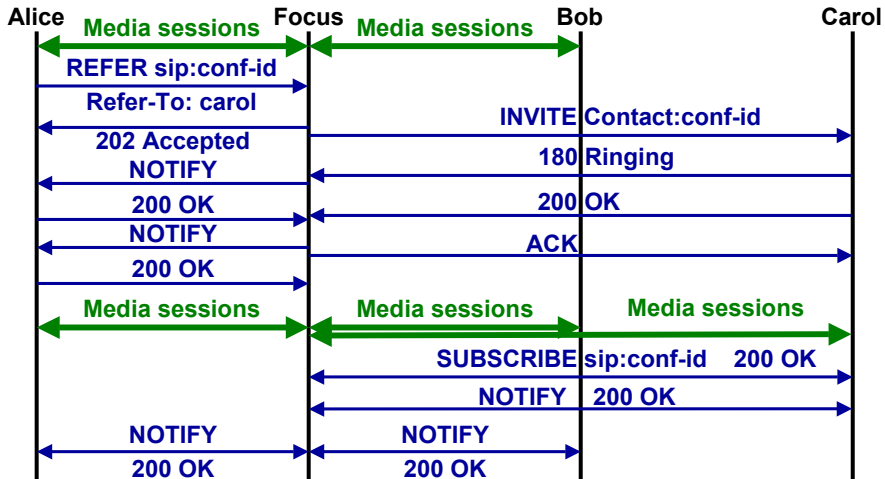 Alice Focus Bob Carol
Media sessions Media sessions
REFER sip:conf-id
Refer-To: carol
INVITE Contact:conf-id
202 Accepted
180 Ringing
NOTIFY
200 OK
200 OK
NOTIFY
ACK
200 OK
Media sessions Media sessions Media sessions
SUBSCRIBE sip:conf-id 200 OK
NOTIFY 200 OK
NOTIFY NOTIFY
200 OK 200 OK